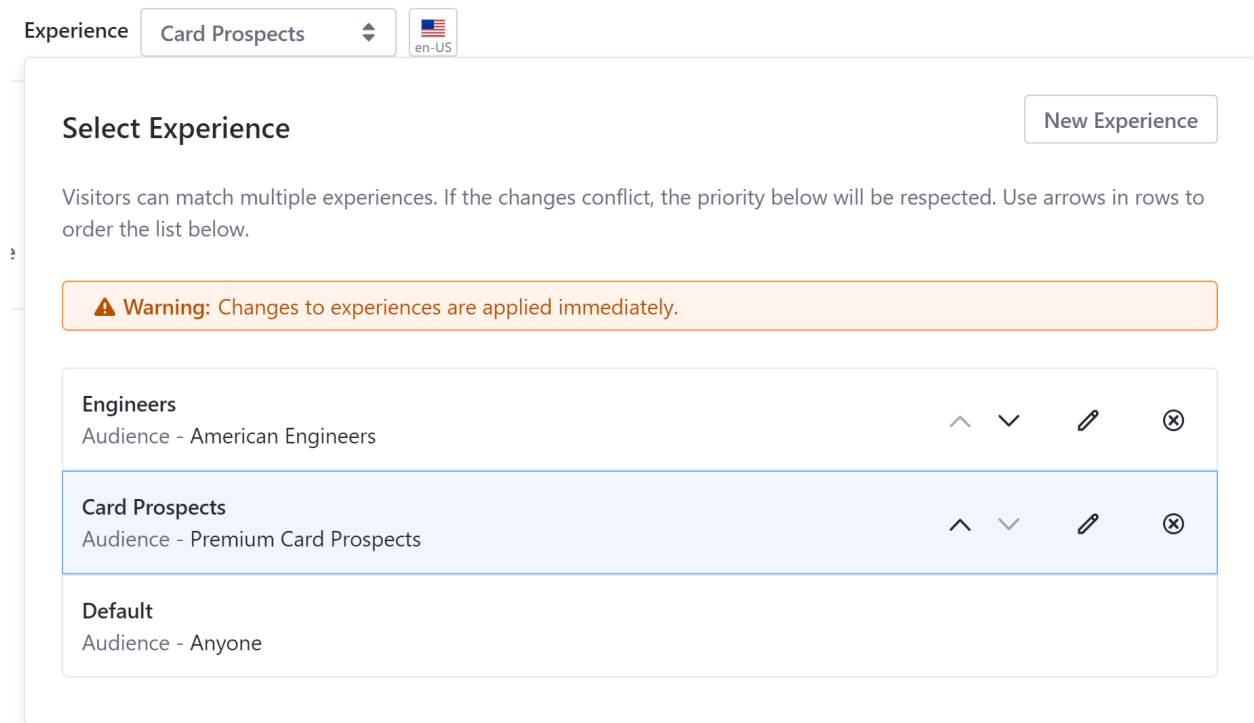 Experience
Card Prospects
en-US
Select Experience
New Experience
Visitors can match multiple experiences. If the changes conflict, the priority below will be respected. Use arrows in rows to
order the list below.
Warning: Changes to experiences are applied immediately.
Engineers
Audience - American Engineers
Card Prospects
Audience - Premium Card Prospects
Default
Audience - Anyone